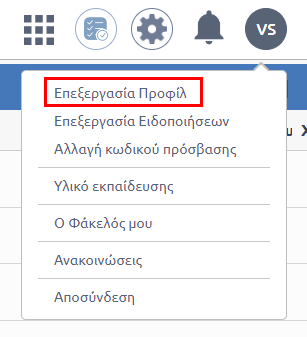 VS
Επεξεργασία Προφίλ
Επεξεργασία Ειδοποιήσεων
Αλλαγή κωδικού πρόσβασης
Υλικό εκπαίδευσης
Ο Φάκελός μου
Ανακοινώσεις
Αποσύνδεση